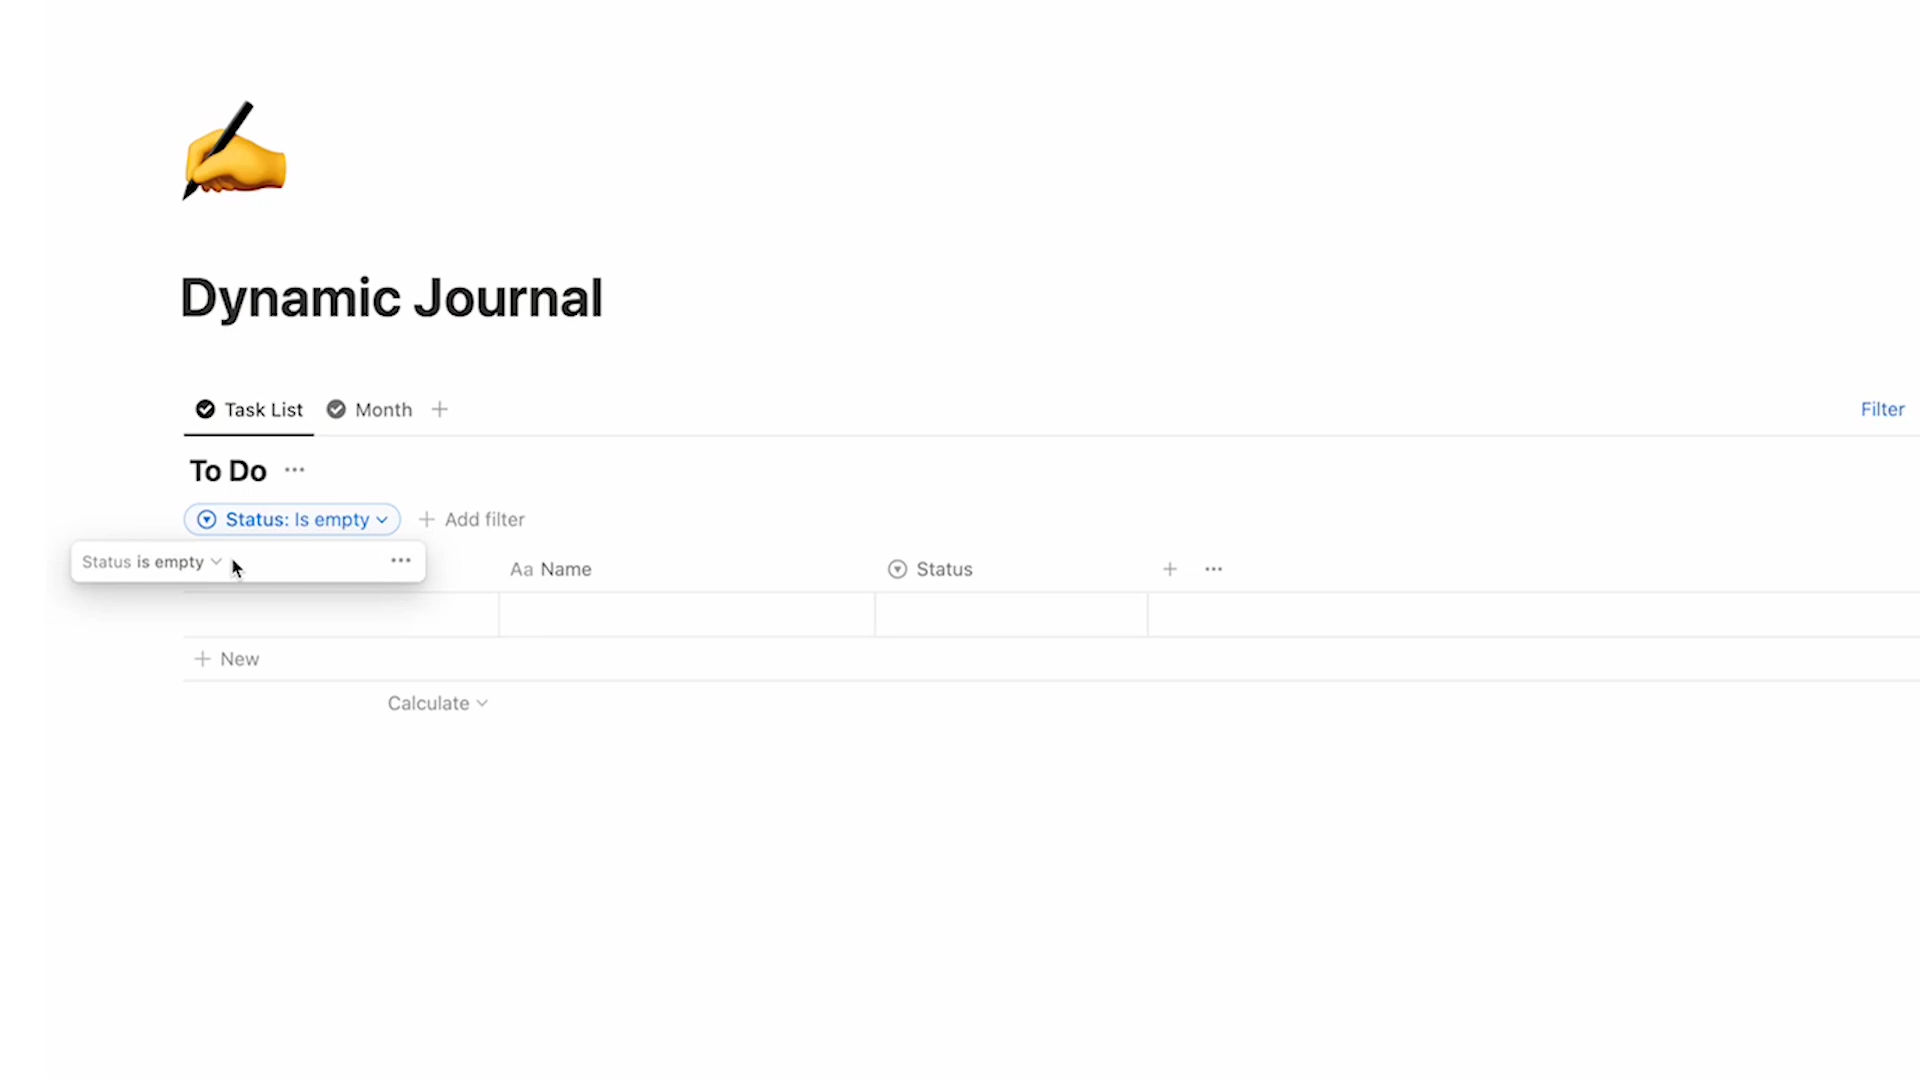 Dynamic Journal
Task List Month Filter
To Do
Status: Is empty Add filter
Status is empty
Aa Name Status
New
Calculate